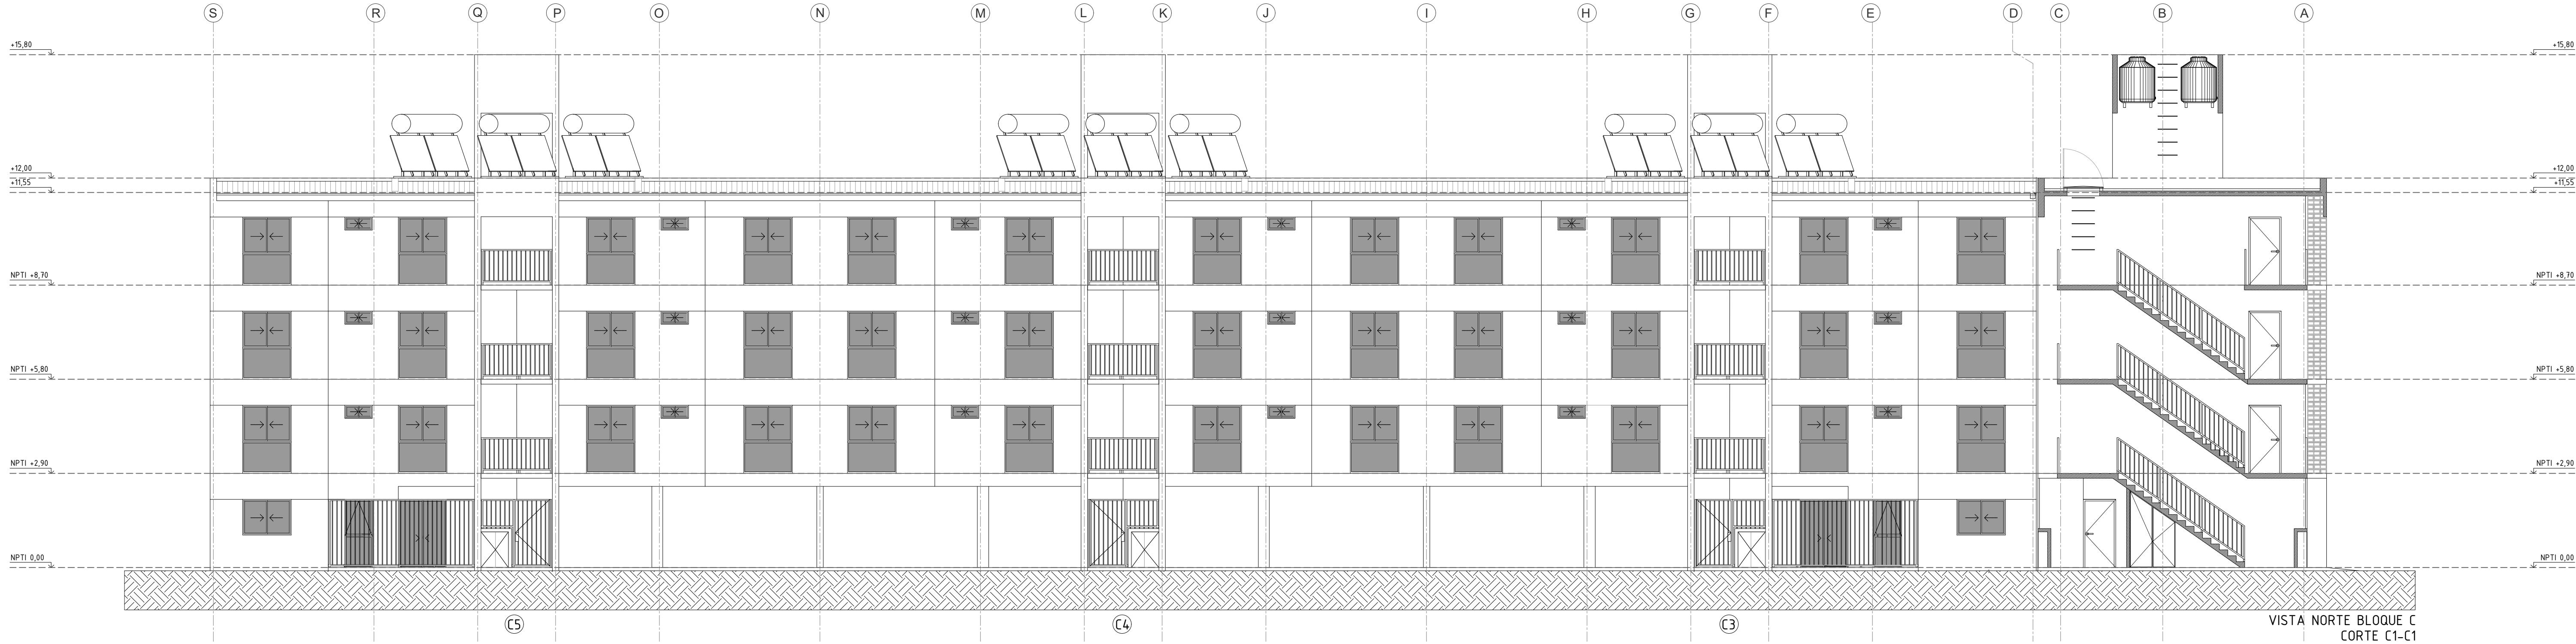 S R Q P O N M L K J I H G F E D C B A
+15,80 +15,80
+12,00 +12,00
+11,55 +11,55
NPTI +8,70 NPTI +8,70
NPTI +5,80 NPTI +5,80
NPTI +2,90 NPTI +2,90
NPTI 0,00 NPTI 0,00
C5 C4 C3
VISTA NORTE BLOQUE C
CORTE C1-C1